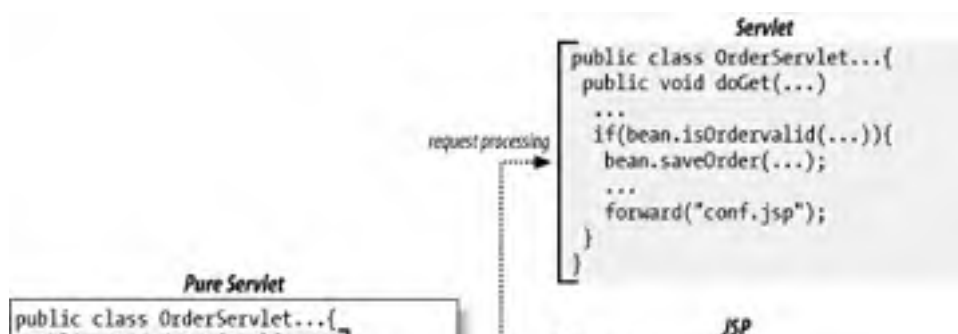 Servlet
public class OrderServlet...{
public void doGet(...)
...
if(bean.isOrdervalid(...)){
request processing
bean.saveOrder(...);
...
forward("conf.jsp");
}
}
Pure Servlet
public class OrderServlet...{
JSP